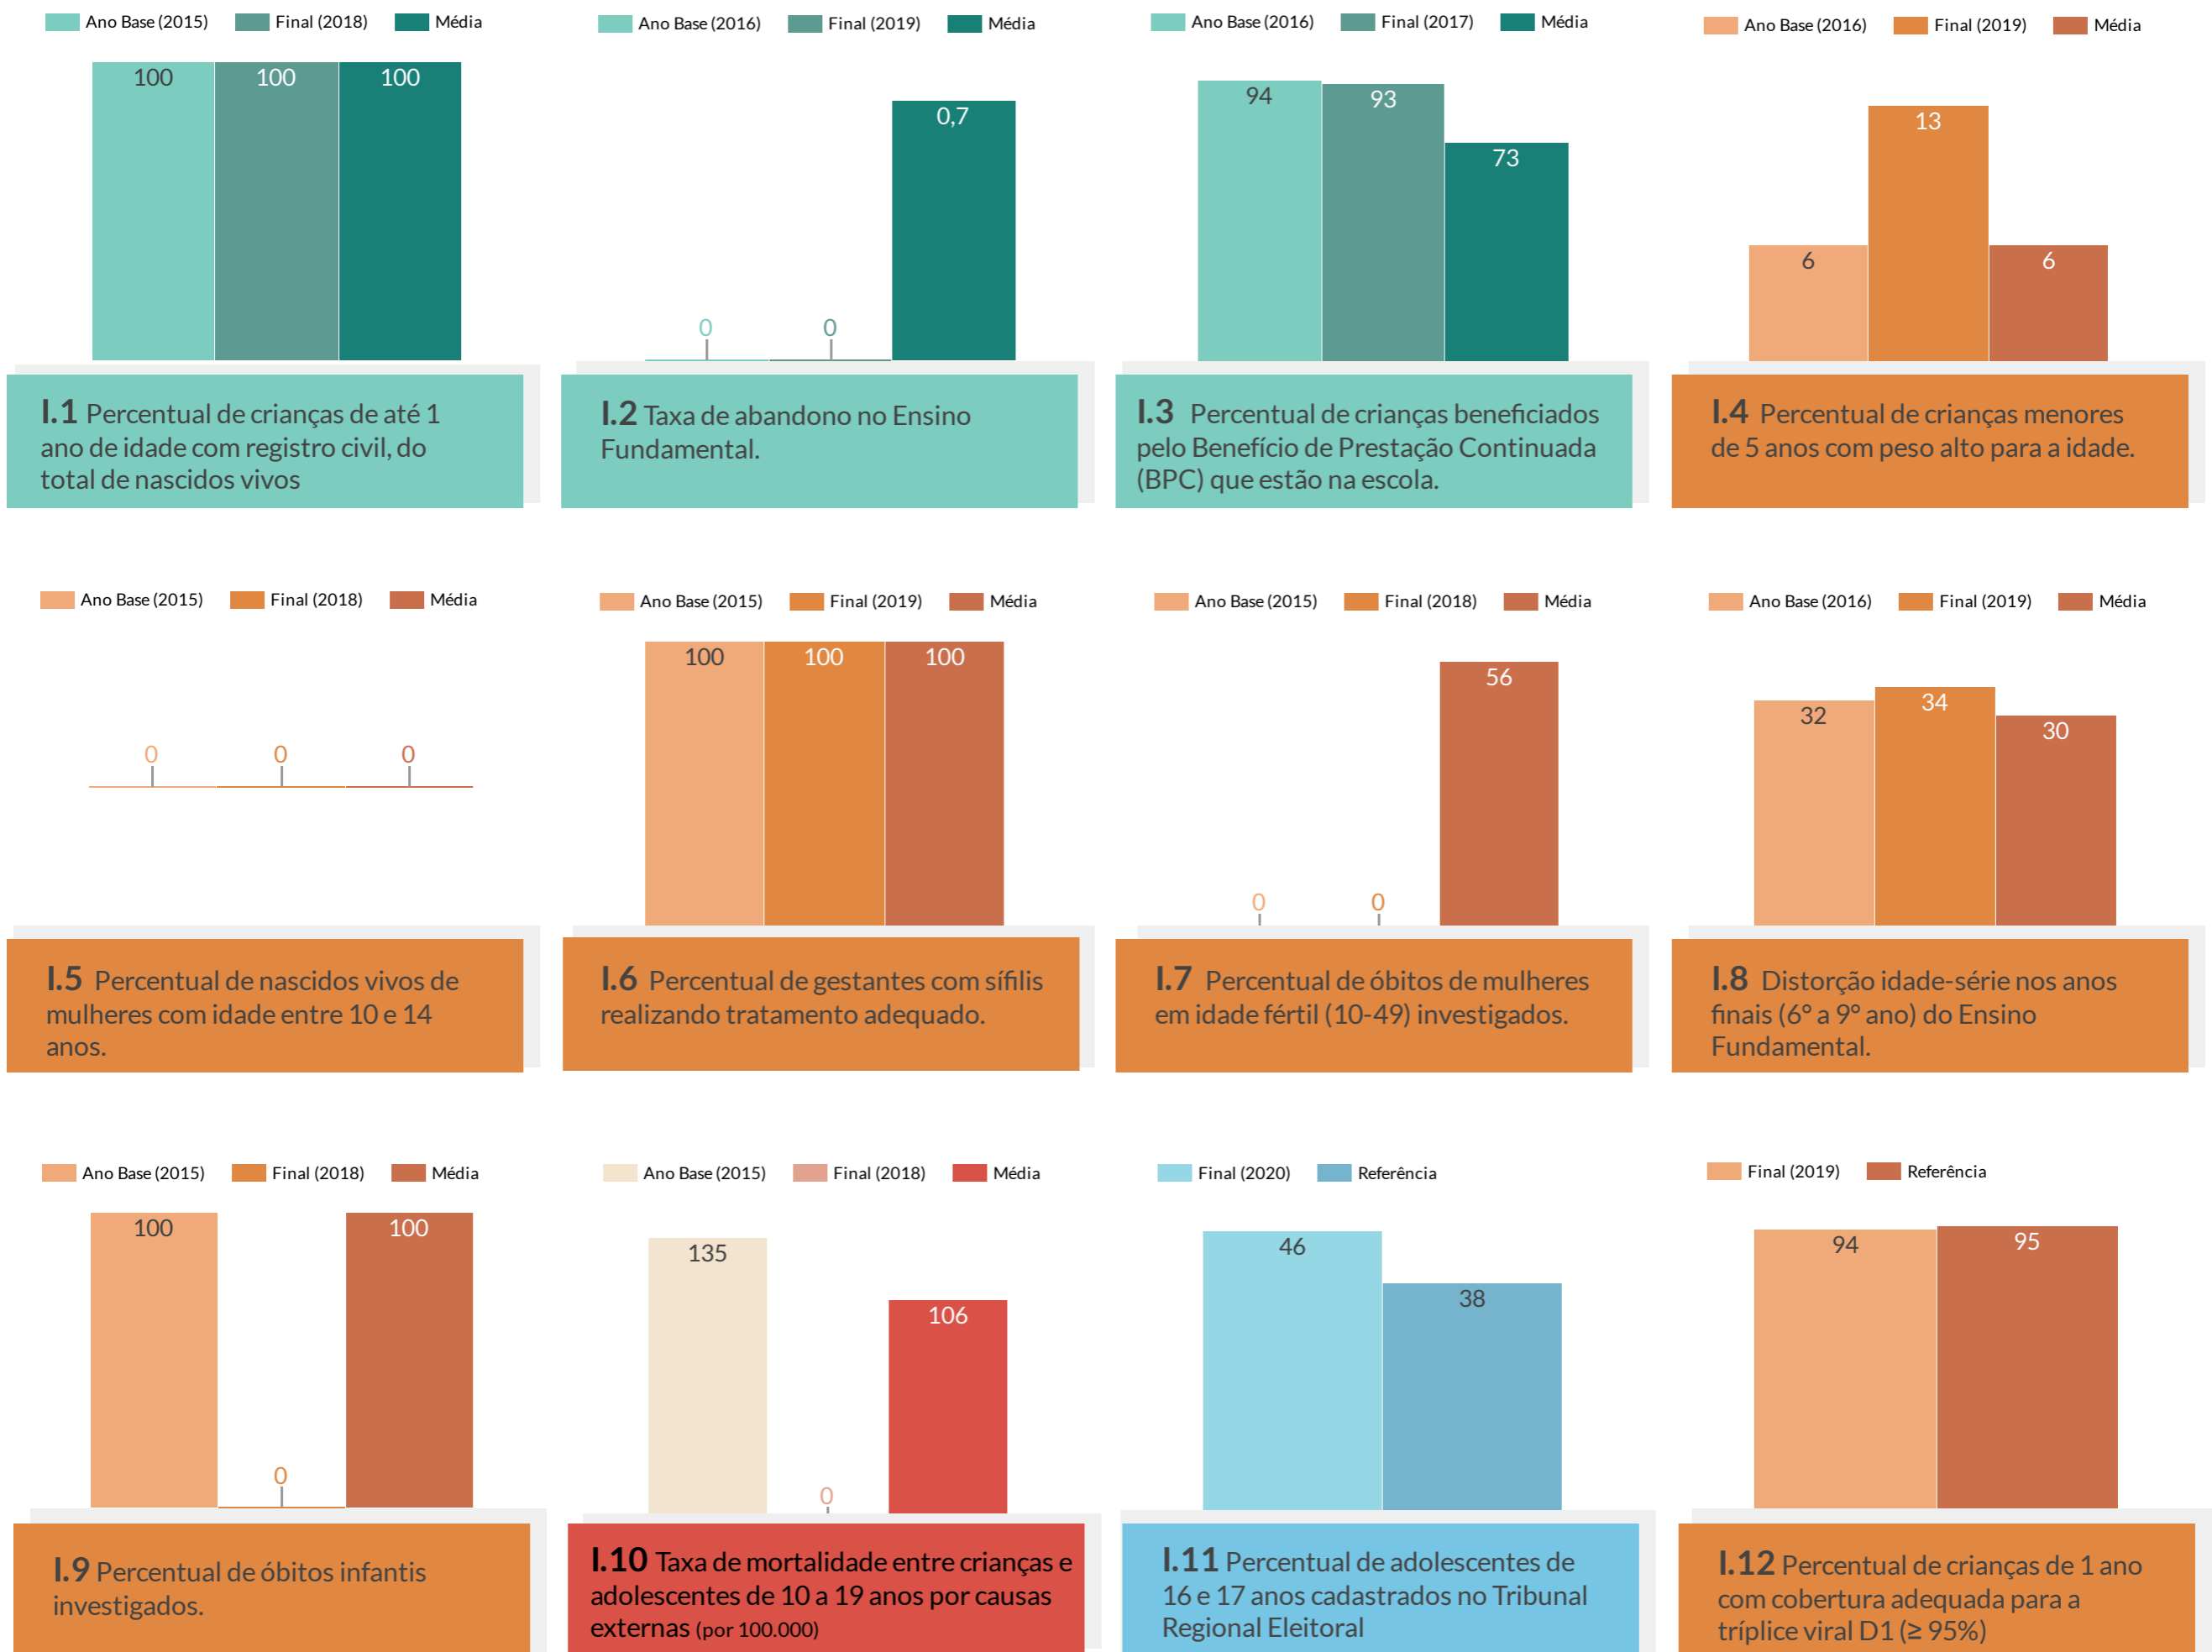 Ano Base (2015) Final (2018) Média
100 100 100
I.1 Percentual de crianças de até 1
ano de idade com registro civil, do
total de nascidos vivos
Ano Base (2016) Final (2019) Média
0 0 0,7
I.2 Taxa de abandono no Ensino
Fundamental.
Ano Base (2016) Final (2017) Média
94 93 73
I.3 Percentual de crianças beneficiados
pelo Benefício de Prestação Continuada
(BPC) que estão na escola.
Ano Base (2016) Final (2019) Média
6 13 6
I.4 Percentual de crianças menores
de 5 anos com peso alto para a idade.
Ano Base (2015) Final (2018) Média
0 0 0
I.5 Percentual de nascidos vivos de
mulheres com idade entre 10 e 14
anos.
Ano Base (2015) Final (2019) Média
100 100 100
I.6 Percentual de gestantes com sífilis
realizando tratamento adequado.
Ano Base (2015) Final (2018) Média
0 0 56
I.7 Percentual de óbitos de mulheres
em idade fértil (10-49) investigados.
Ano Base (2016) Final (2019) Média
32 34 30
I.8 Distorção idade-série nos anos
finais (6º a 9º ano) do Ensino
Fundamental.
Ano Base (2015) Final (2018) Média
100 0 100
I.9 Percentual de óbitos infantis
investigados.
Ano Base (2015) Final (2018) Média
135 0 106
I.10 Taxa de mortalidade entre crianças e
adolescentes de 10 a 19 anos por causas
externas (por 100.000)
Final (2020) Referência
46 38
I.11 Percentual de adolescentes de
16 e 17 anos cadastrados no Tribunal
Regional Eleitoral
Final (2019) Referência
94 95
I.12 Percentual de crianças de 1 ano
com cobertura adequada para a
tríplice viral D1 (≥ 95%)